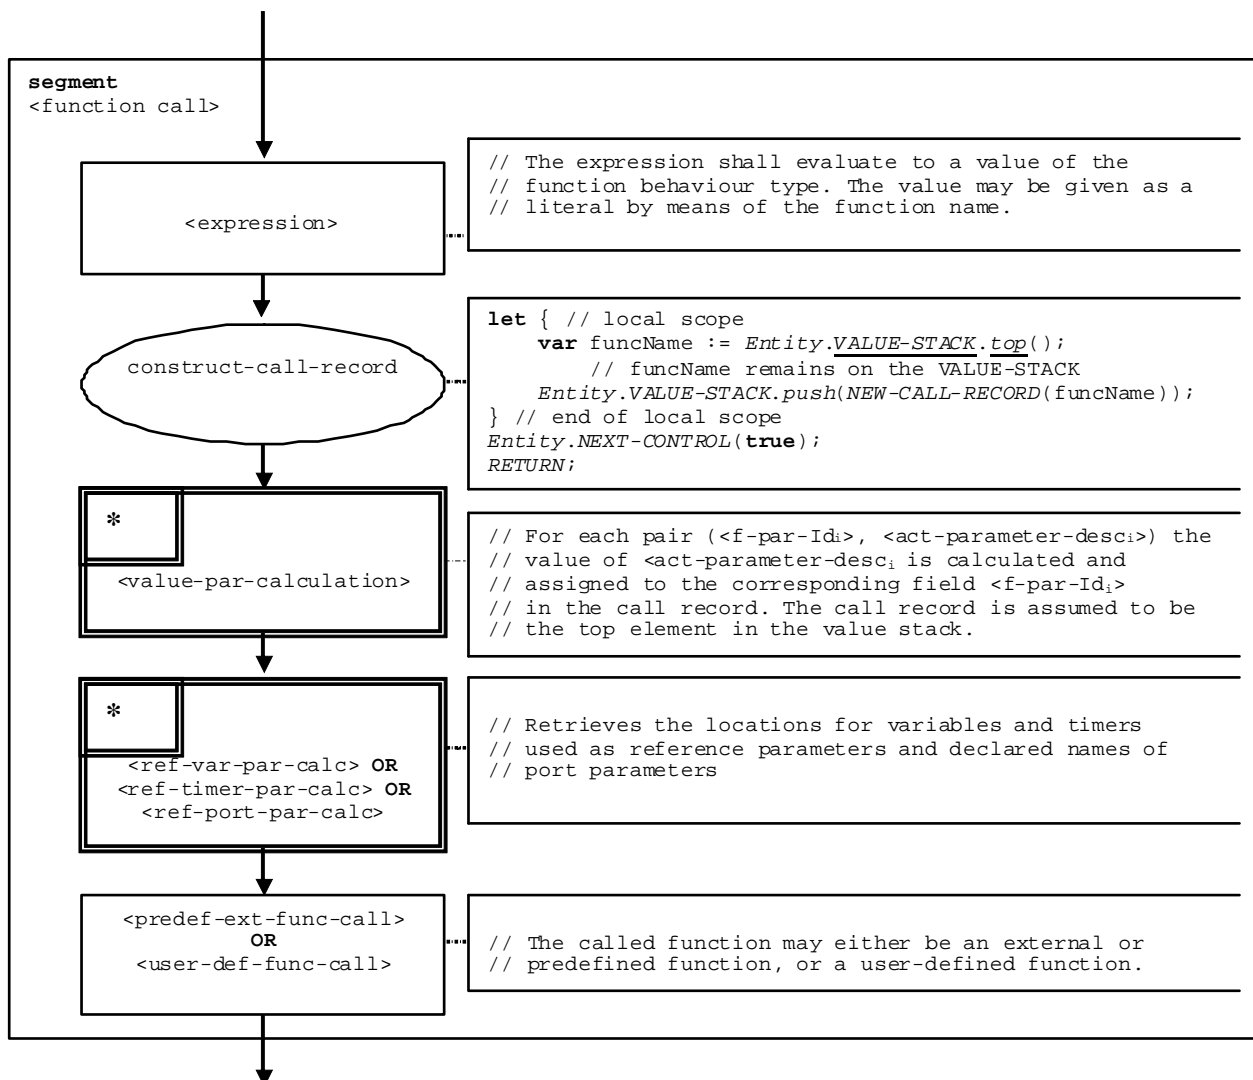 segment
<function call>
<expression>
// The expression shall evaluate to a value of the
// function behaviour type. The value may be given as a
// literal by means of the function name.
construct-call-record
let { // local scope
var funcName := Entity.VALUE-STACK.top();
// funcName remains on the VALUE-STACK
Entity.VALUE-STACK.push(NEW-CALL-RECORD(funcName));
} // end of local scope
Entity.NEXT-CONTROL(true);
RETURN;
*
<value-par-calculation>
// For each pair (<f-par-Idi>, <act-parameter-desci>) the
// value of <act-parameter-desci is calculated and
// assigned to the corresponding field <f-par-Idi>
// in the call record. The call record is assumed to be
// the top element in the value stack.
*
<ref-var-par-calc> OR
<ref-timer-par-calc> OR
<ref-port-par-calc>
// Retrieves the locations for variables and timers
// used as reference parameters and declared names of
// port parameters
<predef-ext-func-call>
OR
<user-def-func-call>
// The called function may either be an external or
// predefined function, or a user-defined function.